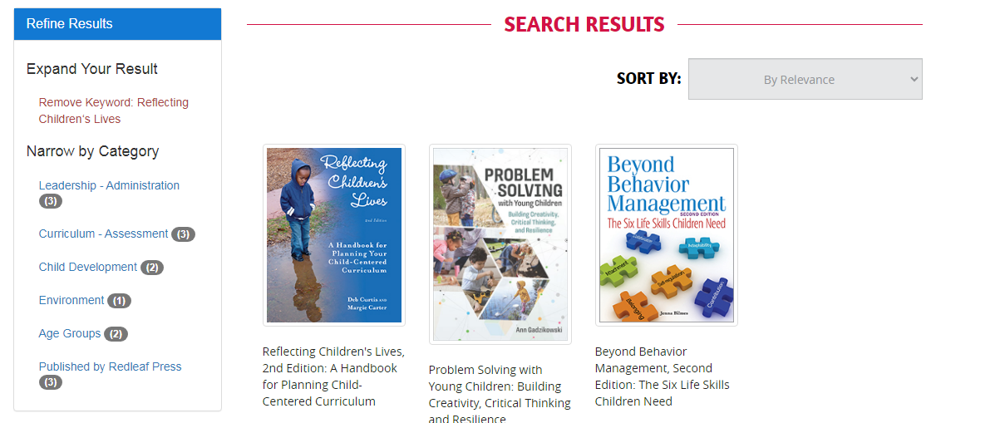 Refine Results
Expand Your Result
Remove Keyword: Reflecting
Children's Lives
Narrow by Category
Leadership - Administration
(3)
Curriculum - Assessment (3)
Child Development (2)
Environment (1)
Age Groups (2)
Published by Redleaf Press
(3)
SEARCH RESULTS
SORT BY:
By Relevance
Reflecting
Children's
Lives
2nd Edition
A Handbook for
Planning Your
Child-Centered
Curriculum
Deb Curtis AND
Margie Carter
Reflecting Children's Lives,
2nd Edition: A Handbook
for Planning Child-
Centered Curriculum
PROBLEM
SOLVING
with Young Children
Building Creativity,
Critical Thinking,
and Resilience
Ann Gadzikowski
Problem Solving with
Young Children: Building
Creativity, Critical Thinking
and Resilience
Beyond
Behavior
Management
SECOND EDITION
The Six Life Skills Children Need
Collaboration
Adaptability
Attachment
Self-regulation
Contribution
Belonging
Jenna Bilmes
Beyond Behavior
Management, Second
Edition: The Six Life Skills
Children Need